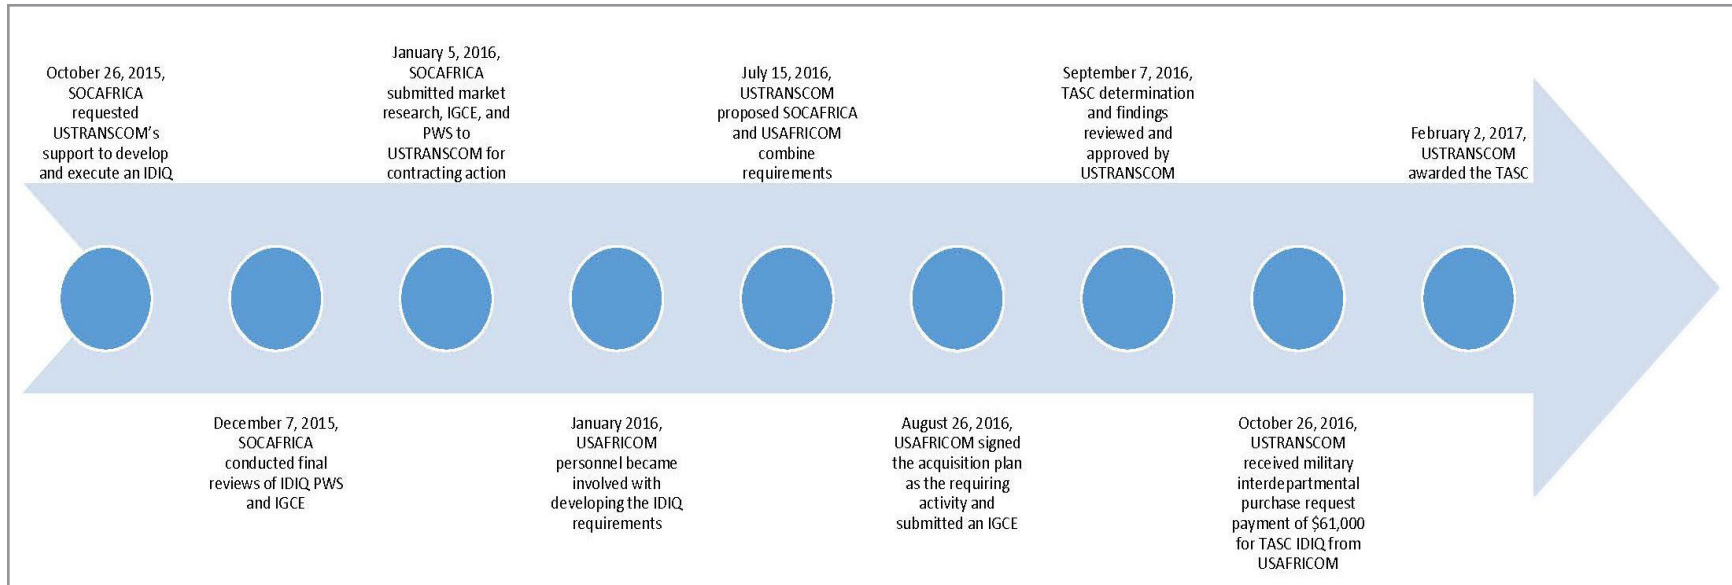 October 26, 2015,
SOCAFRICA
requested
USTRANSCOM's
support to develop
and execute an IDIQ
December 7, 2015,
SOCAFRICA
conducted final
reviews of IDIQ PWS
and IGCE
January 5, 2016,
SOCAFRICA
submitted market
research, IGCE, and
PWS to
USTRANSCOM for
contracting action
January 2016,
USAFRICOM
personnel became
involved with
developing the IDIQ
requirements
July 15, 2016,
USTRANSCOM
proposed SOCAFRICA
and USAFRICOM
combine
requirements
August 26, 2016,
USAFRICOM signed
the acquisition plan
as the requiring
activity and
submitted an IGCE
September 7, 2016,
TASC determination
and findings
reviewed and
approved by
USTRANSCOM
October 26, 2016,
USTRANSCOM
received military
interdepartmental
purchase request
payment of $61,000
for TASC IDIQ from
USAFRICOM
February 2, 2017,
USTRANSCOM
awarded the TASC